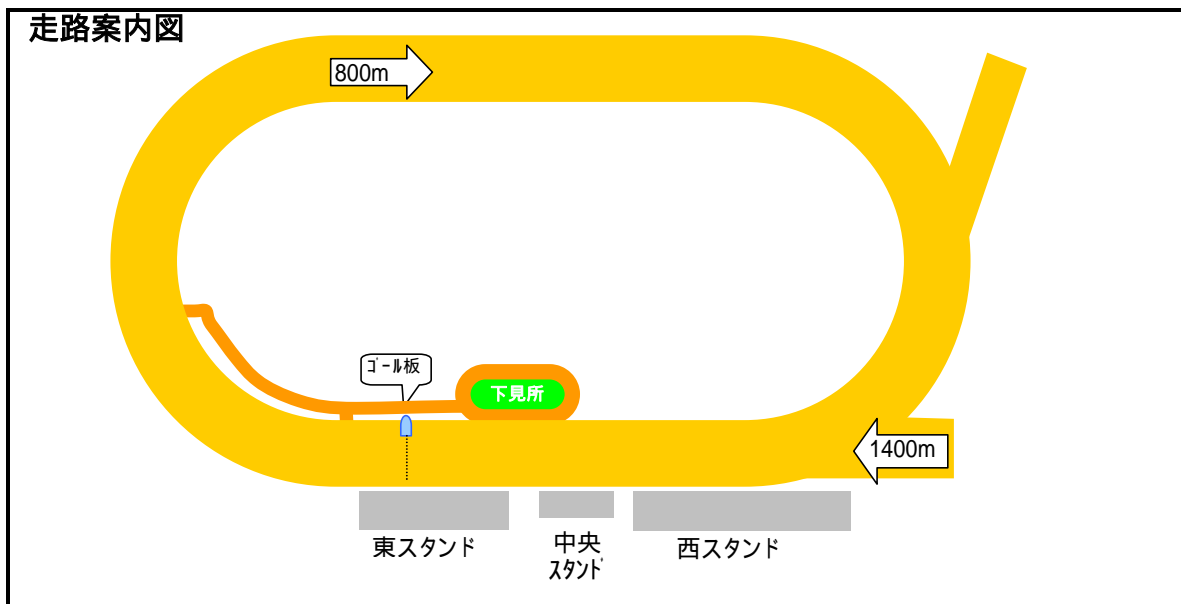 走路案内図
800m
ｺﾞｰﾙ板
下見所
1400m
東スタンド
中央
ｽﾀﾝﾄﾞ
西スタンド